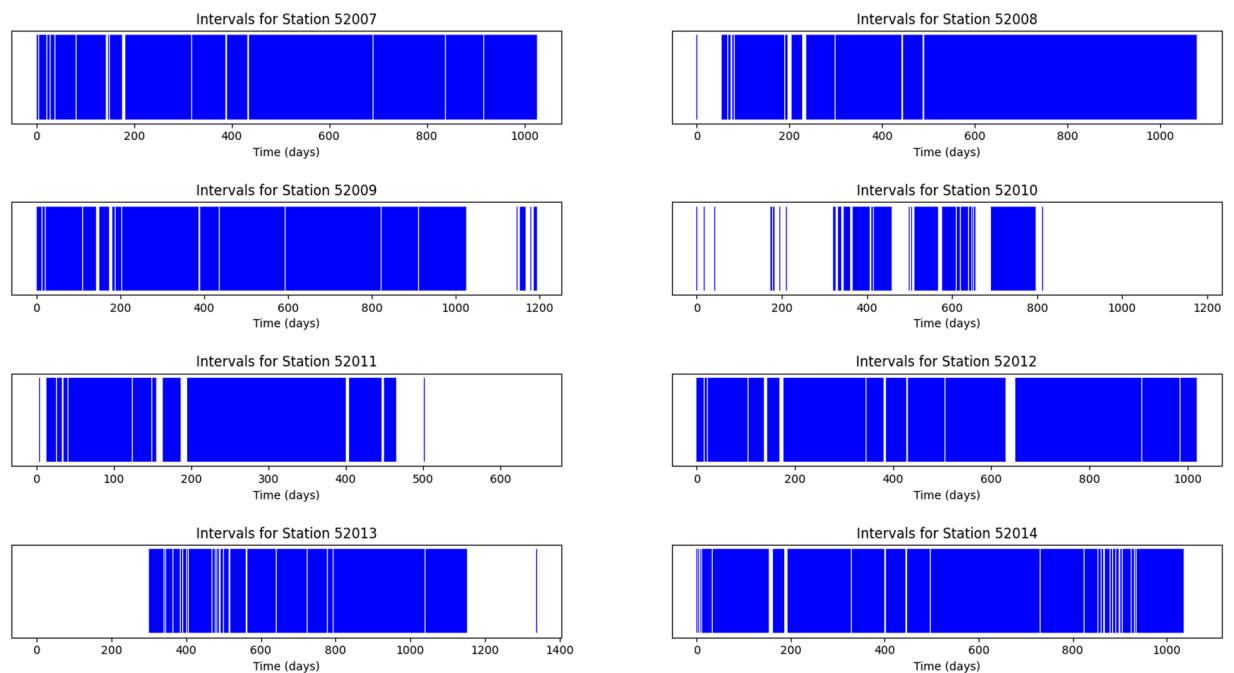 Intervals for Station 52007
0 200 400 600 800 1000
Time (days)
Intervals for Station 52008
0 200 400 600 800 1000
Time (days)
Intervals for Station 52009
0 200 400 600 800 1000 1200
Time (days)
Intervals for Station 52010
0 200 400 600 800 1000 1200
Time (days)
Intervals for Station 52011
0 100 200 300 400 500 600
Time (days)
Intervals for Station 52012
0 200 400 600 800 1000
Time (days)
Intervals for Station 52013
0 200 400 600 800 1000 1200 1400
Time (days)
Intervals for Station 52014
0 200 400 600 800 1000
Time (days)